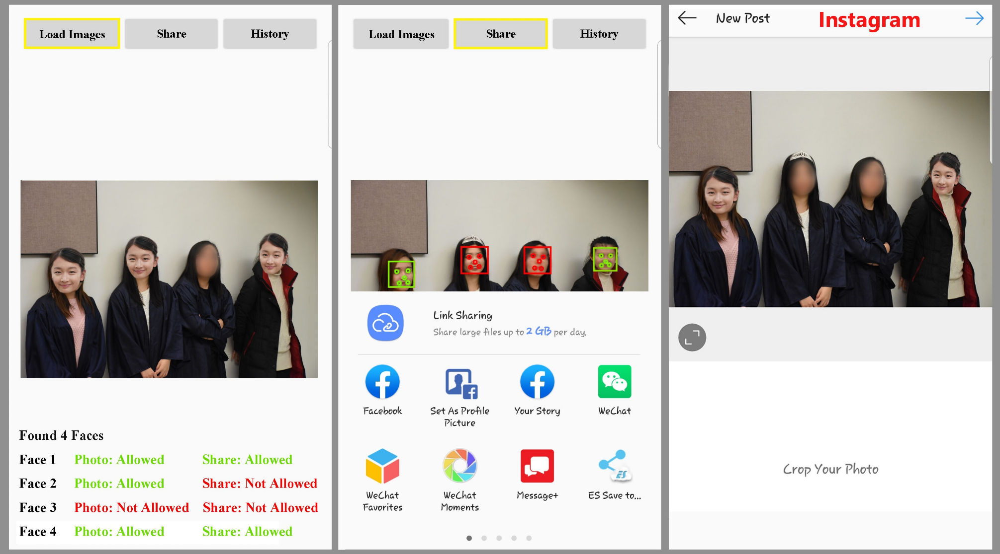 Load Images
Share
History
Found 4 Faces
Face 1 Photo: Allowed Share: Allowed
Face 2 Photo: Allowed Share: Not Allowed
Face 3 Photo: Not Allowed Share: Not Allowed
Face 4 Photo: Allowed Share: Allowed
Load Images
Share
History
Link Sharing
Share large files up to 2 GB per day.
Facebook
Set As Profile
Picture
Your Story
WeChat
WeChat
Favorites
WeChat
Moments
Message+
ES
ES Save to...
New Post
Instagram
Crop Your Photo